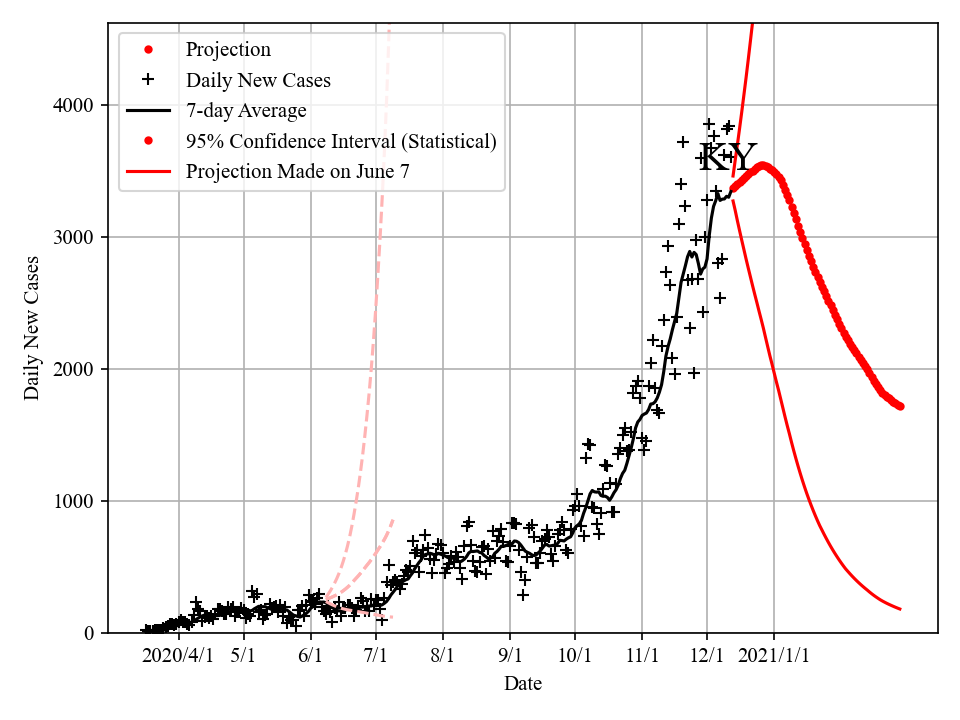 Projection
Daily New Cases
7-day Average
95% Confidence Interval (Statistical)
Projection Made on June 7
KY
4000
3000
2000
1000
0
Daily New Cases
2020/4/1 5/1 6/1 7/1 8/1 9/1 10/1 11/1 12/1 2021/1/1
Date